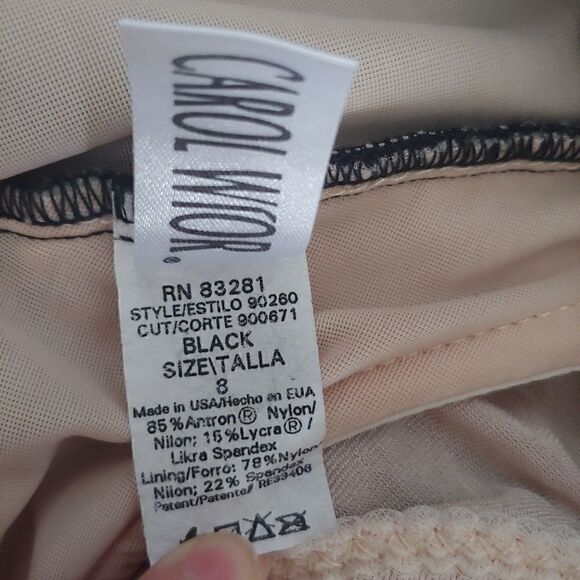 CAROL WIOR®
RN 83281
STYLE/ESTILO 90260
CUT/CORTE 900671
BLACK
SIZE\TALLA
8
Made in USA/Hecho en EUA
85%Antron® Nylon/
Nilon; 15%Lycra®/
Likra Spandex
Lining/Forro: 78%Nylon/
Nilon; 22% Spandex
Patent/Patente# RE33408